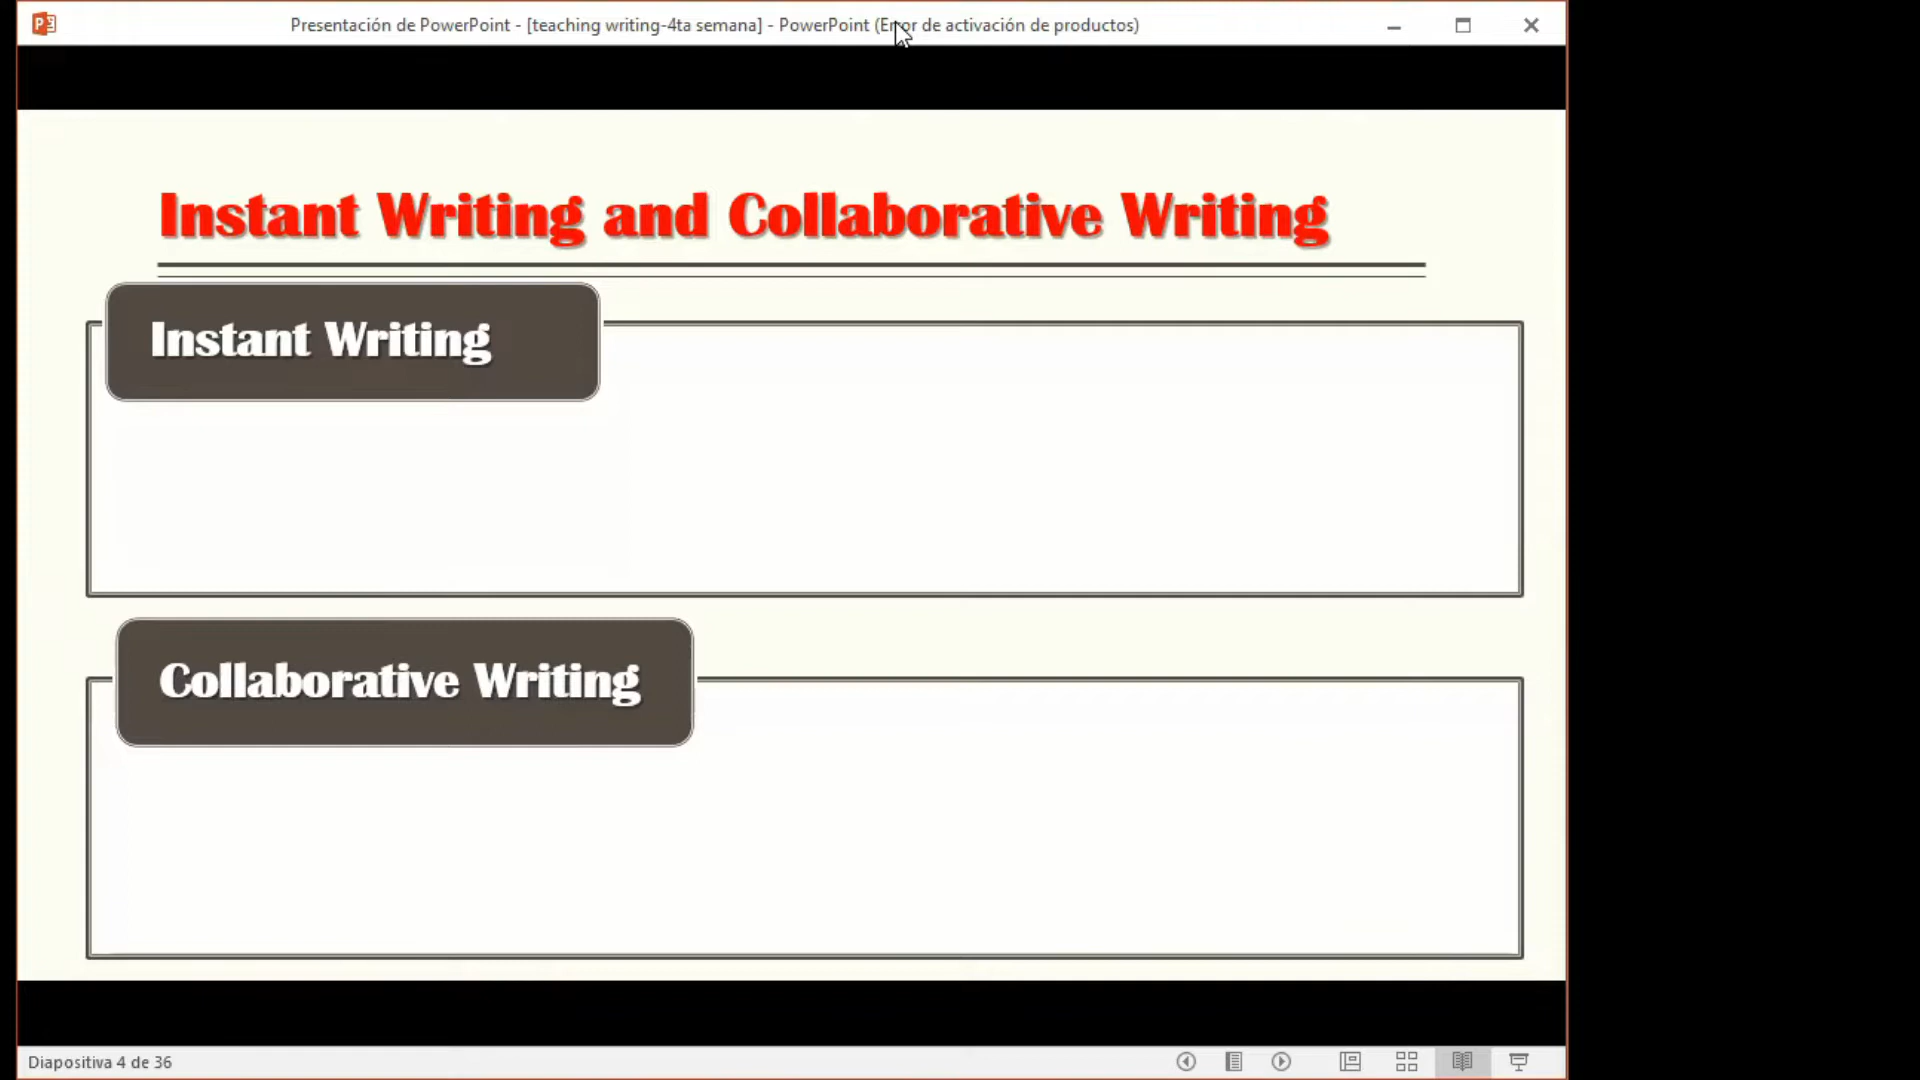 Presentación de PowerPoint - [teaching writing-4ta semana] - PowerPoint (Error de activación de productos)
Instant Writing and Collaborative Writing
Instant Writing
Collaborative Writing
Diapositiva 4 de 36